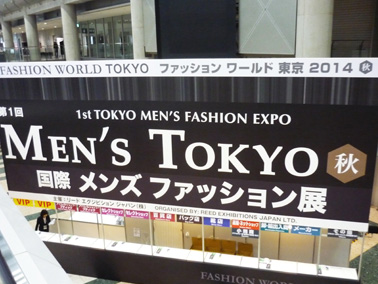 FASHION WORLD TOKYO ファッション ワールド 東京 2014 秋
第1回
1st TOKYO MEN'S FASHION EXPO
MEN'S TOKYO 秋
国際 メンズ ファッション展
主催:リード エグジビション ジャパン(株) ORGANISED BY: REED EXHIBITIONS JAPAN LTD.
VIP VIP
FASHION WORLD